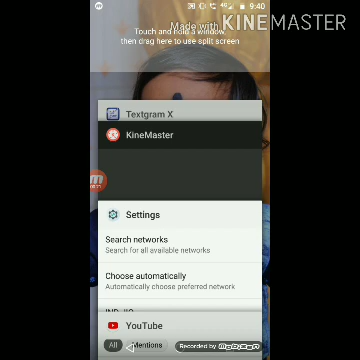 9:40
Made with KINEMASTER
Touch and hold a window,
then drag here to use split screen
Textgram X
KineMaster
Settings
Search networks
Search for all available networks
Choose automatically
Automatically choose preferred network
YouTube
All Mentions
Recorded by